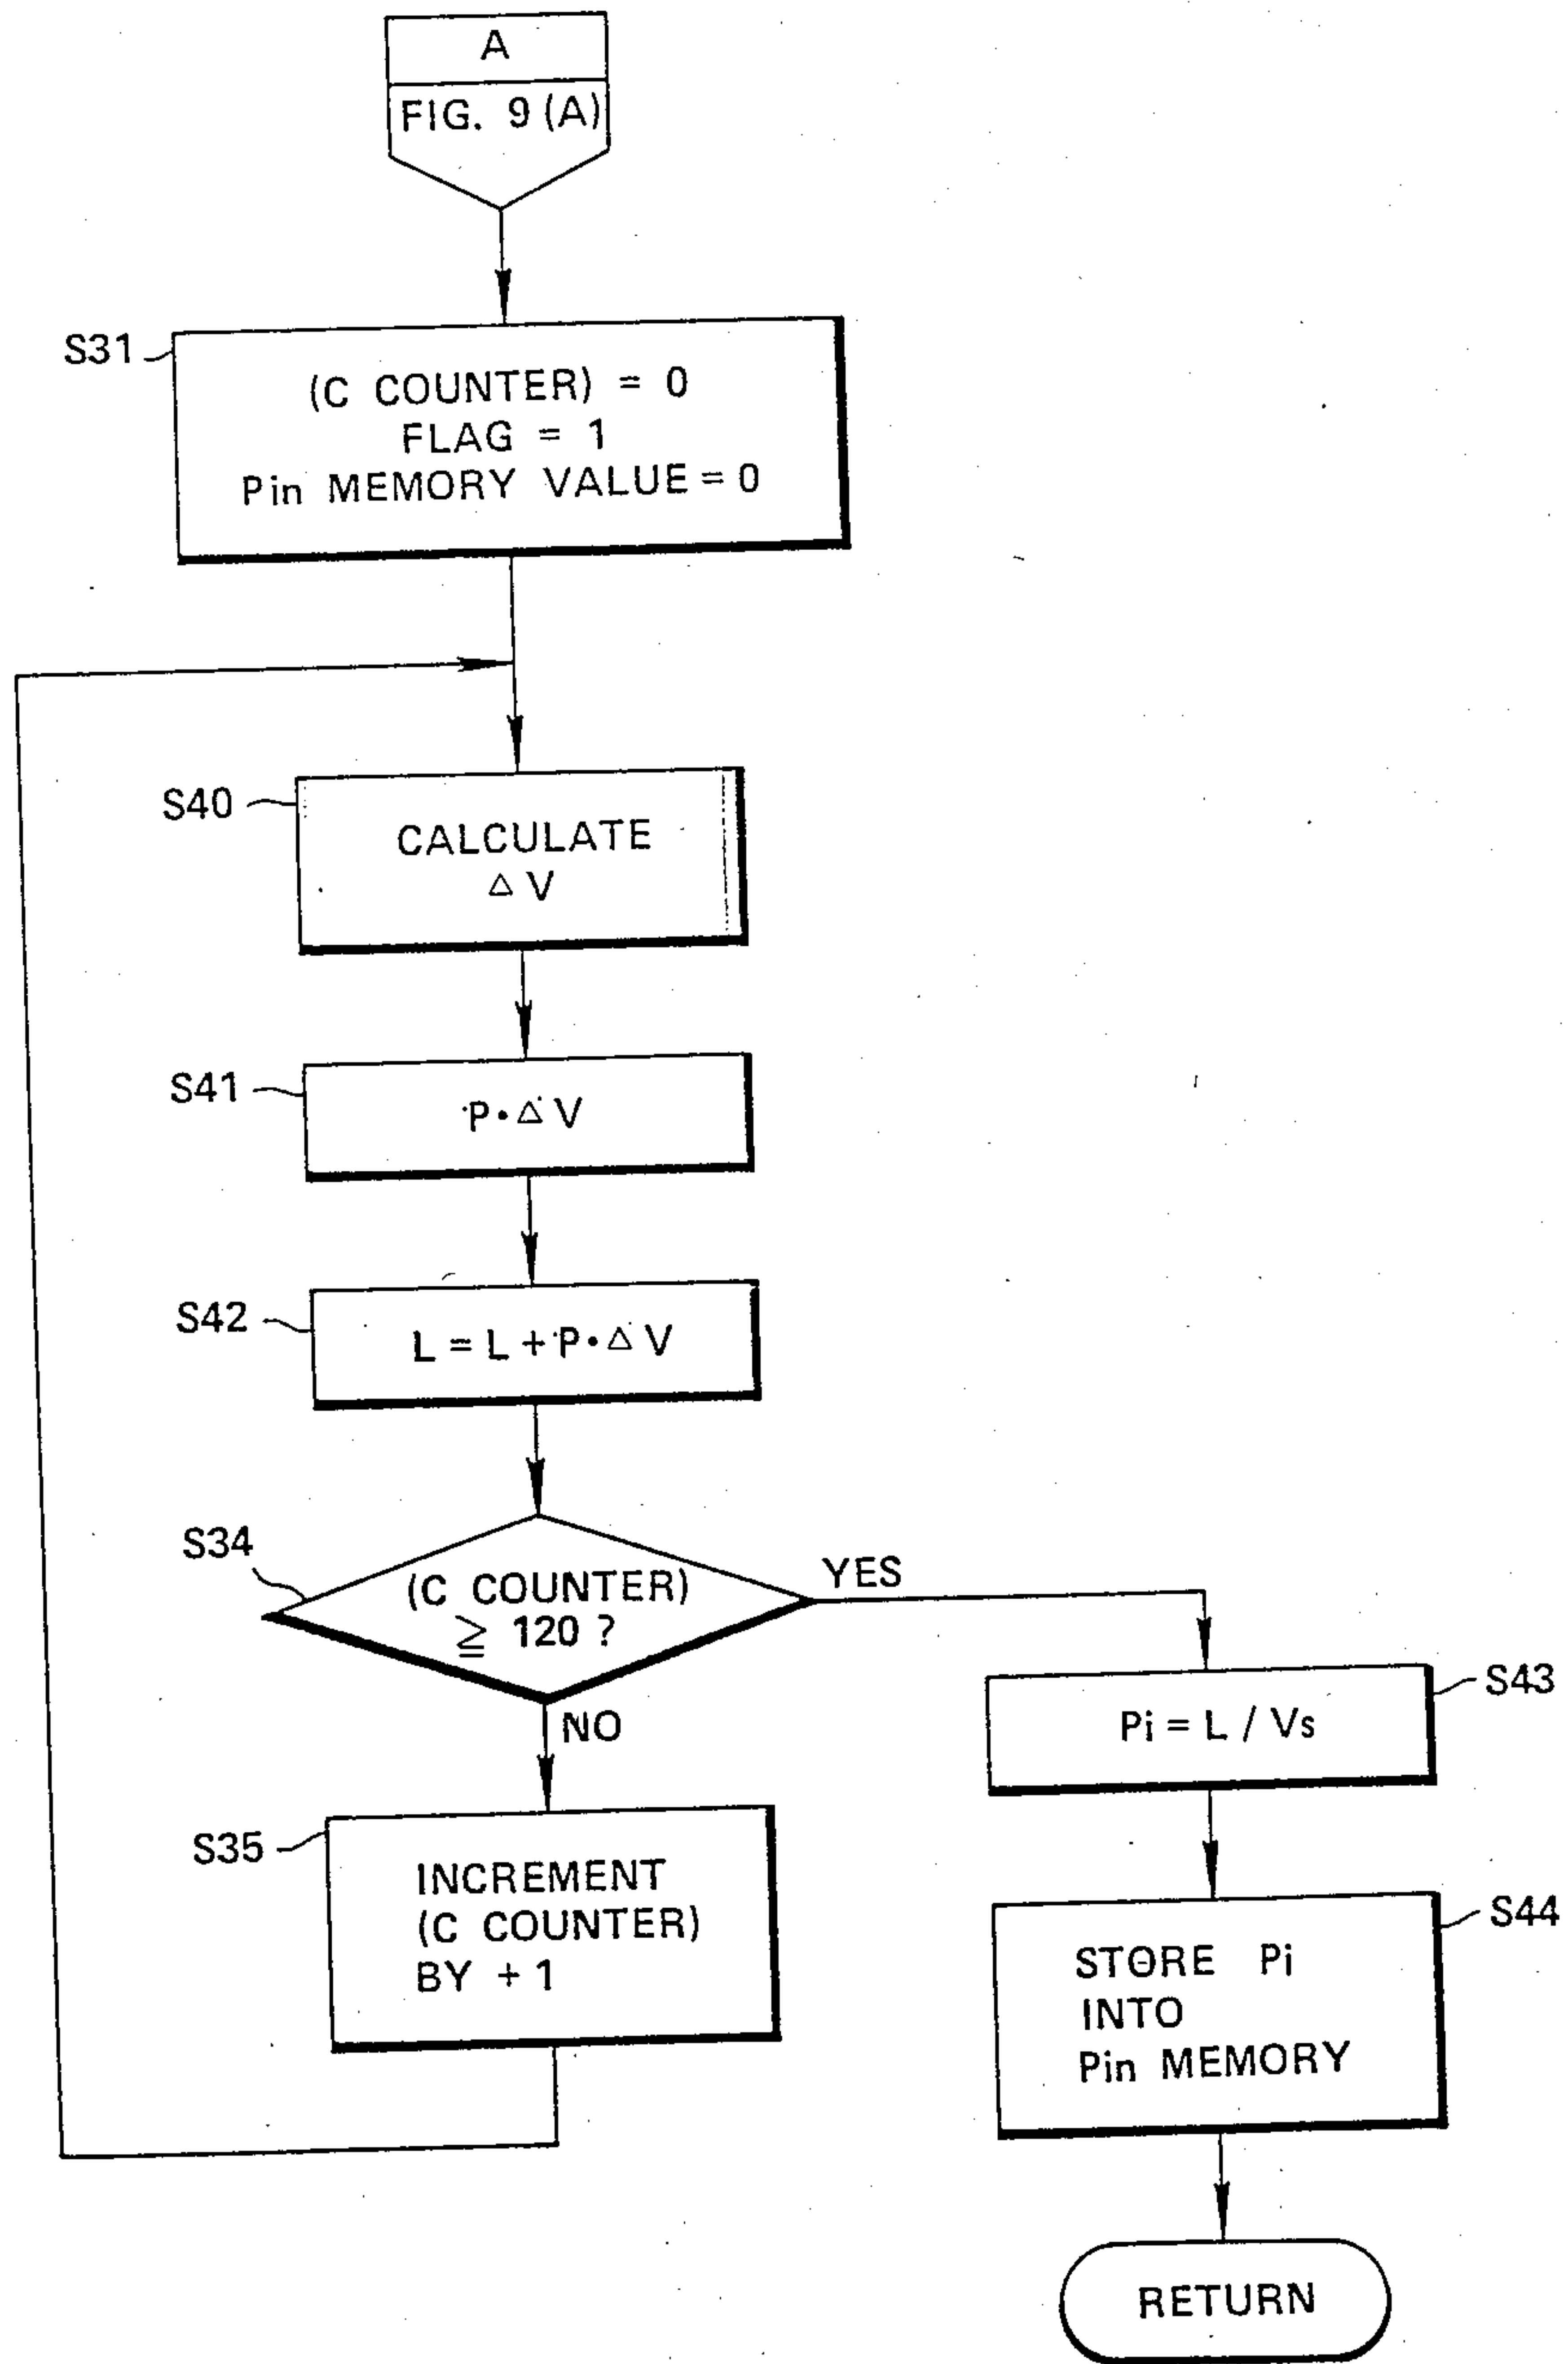 A
FIG. 9 (A)
S31
(C COUNTER) = 0
FLAG = 1
Pin MEMORY VALUE = 0
S40
CALCULATE
△ V
S41
P・△ V
S42
L = L + P・△ V
S34
(C COUNTER)
≧ 120 ?
YES
NO
S43
Pi = L / Vs
S35
INCREMENT
(C COUNTER)
BY + 1
S44
STORE Pi
INTO
Pin MEMORY
RETURN